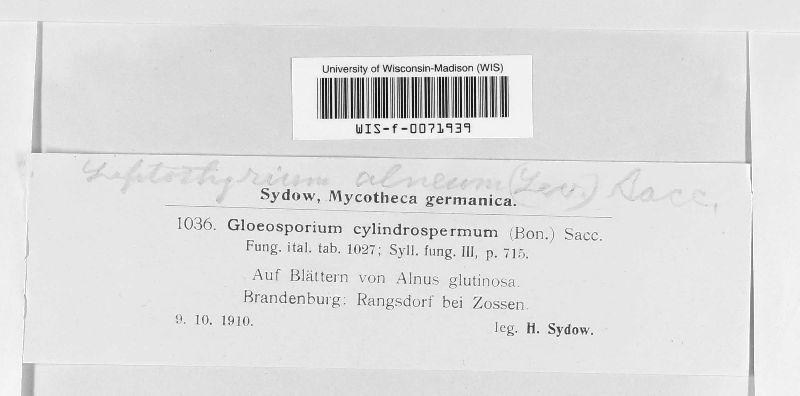 University of Wisconsin-Madison (WIS)
WIS-f-0071939
Leptothyrium alneum (Lev.) Sacc.
Sydow, Mycotheca germanica.
1036. Gloeosporium cylindrospermum (Bon.) Sacc.
Fung. ital. tab. 1027; Syll. fung. III, p. 715.
Auf Blättern von Alnus glutinosa.
Brandenburg: Rangsdorf bei Zossen.
9. 10. 1910. leg. H. Sydow.